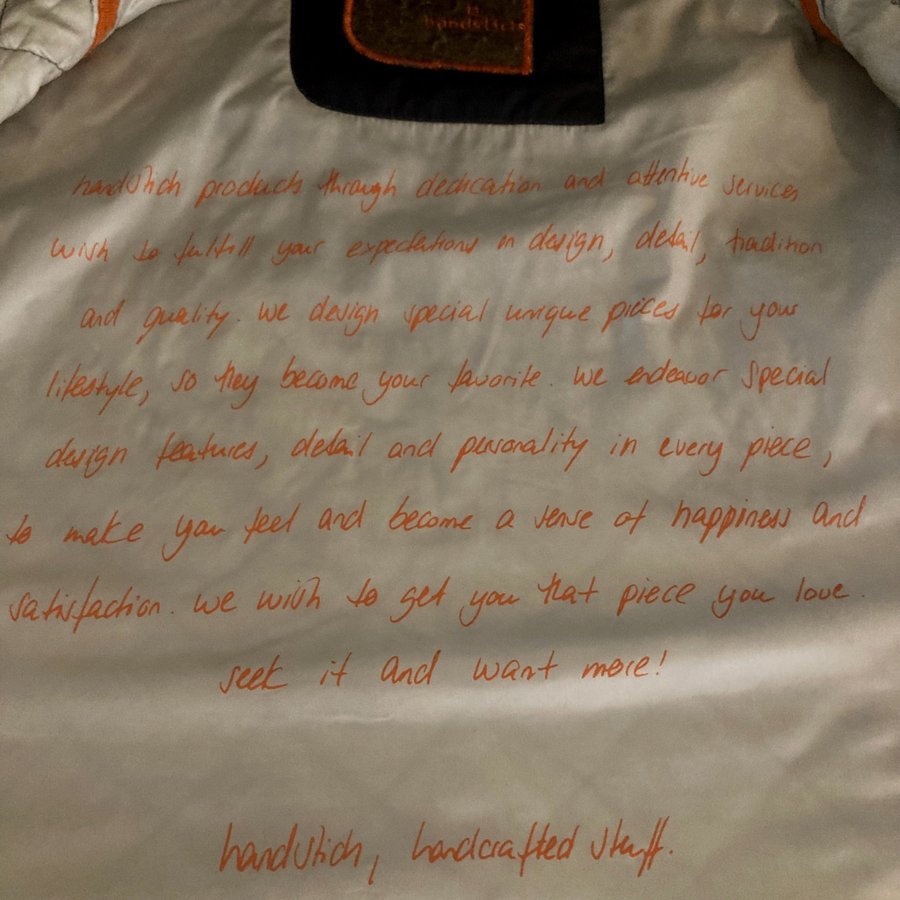 handstich
handstich products through dedication and attentive services
wish to fulfill your expectations in design, detail, tradition
and quality. we design special unique pieces for your
lifestyle, so they become your favorite. we endeavor special
design features, detail and personality in every piece,
to make you feel and become a sense of happiness and
satisfaction. we wish to get you that piece you love.
seek it and want more!
handstich, handcrafted stuff.